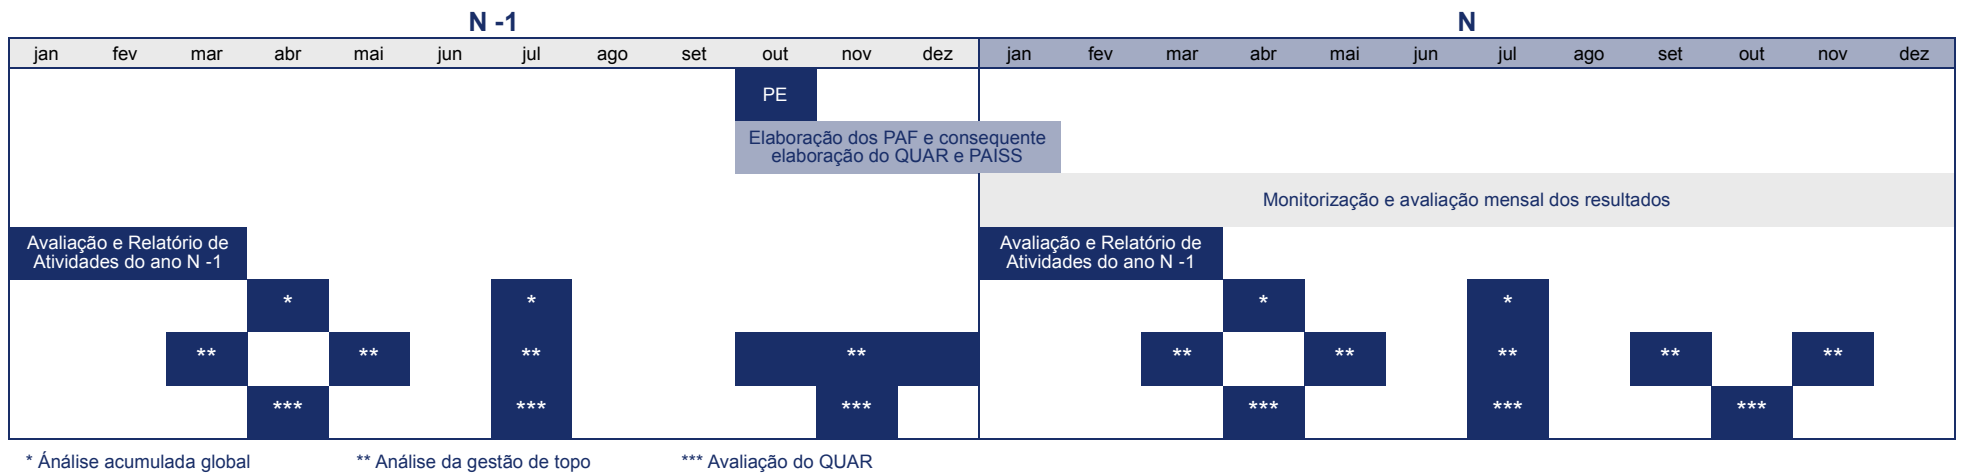 N -1 N
jan fev mar abr mai jun jul ago set out nov dez jan fev mar abr mai jun jul ago set out nov dez
PE
Elaboração dos PAF e consequente
elaboração do QUAR e PAISS
Monitorização e avaliação mensal dos resultados
Avaliação e Relatório de
Atividades do ano N -1
Avaliação e Relatório de
Atividades do ano N -1
* * * *
** ** ** ** ** ** ** ** **
*** *** *** *** *** ***
* Ánálise acumulada global ** Análise da gestão de topo *** Avaliação do QUAR